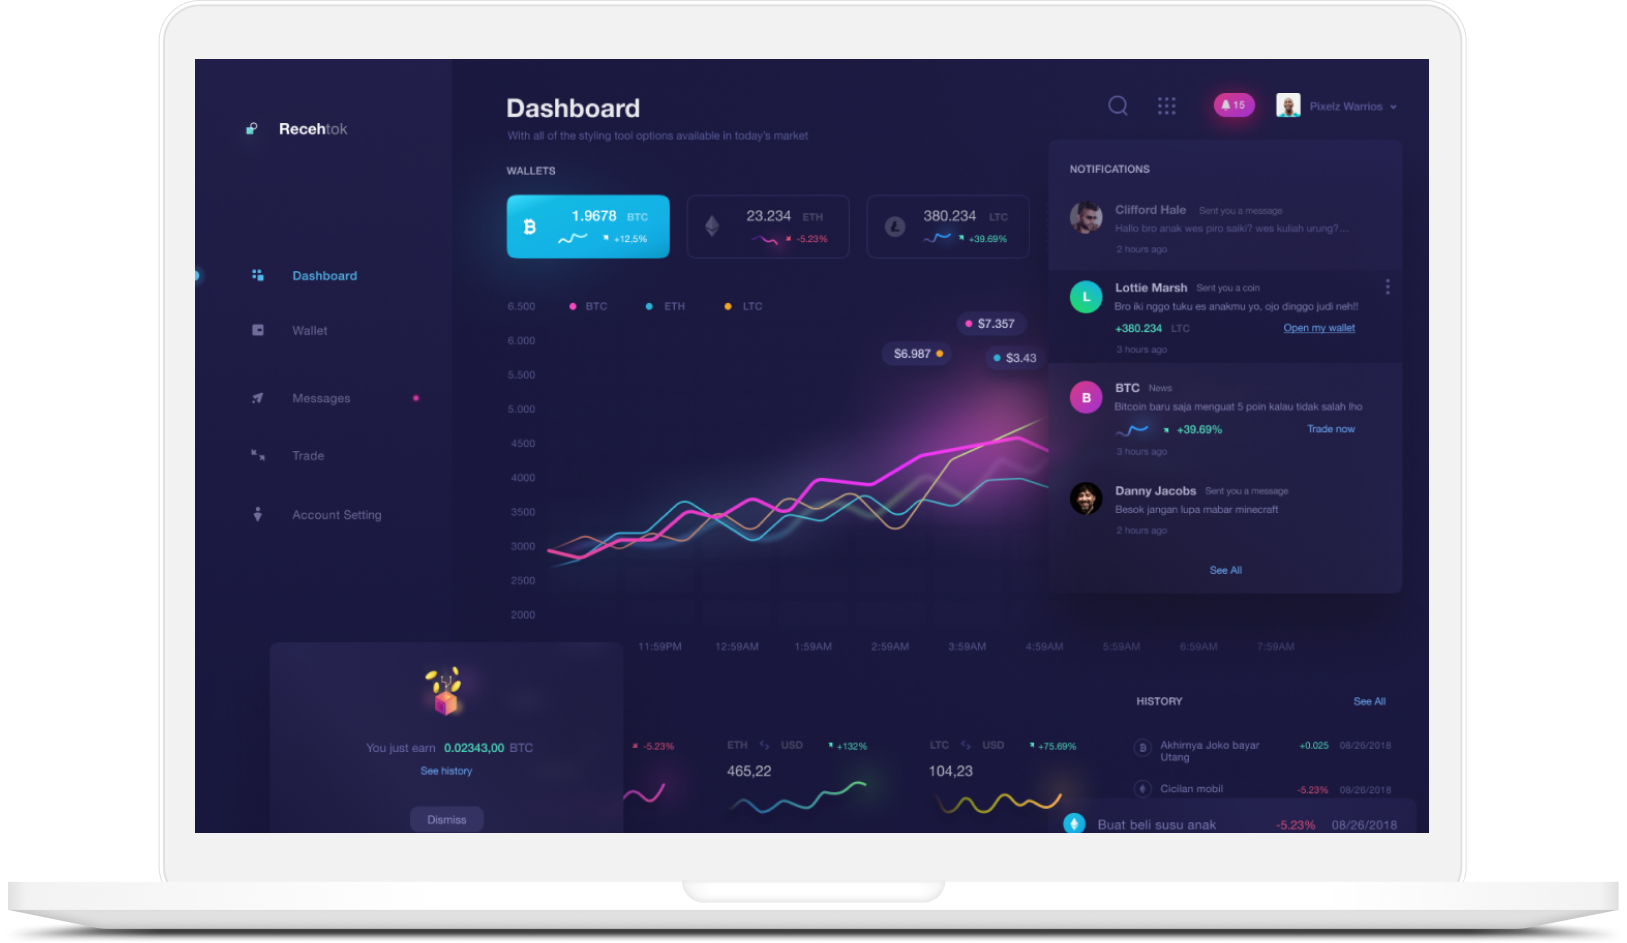 Recehtok
Dashboard
Wallet
Messages
Trade
Account Setting
Dashboard
With all of the styling tool options available in today's market
15
Pixelz Warrios
WALLETS
1.9678 BTC
+12,5%
23.234 ETH
-5.23%
380.234 LTC
+39.69%
6.500
BTC ETH LTC
6.000
5.500
5.000
4500
4000
3500
3000
2500
2000
$7.357
$6.987
$3.43
11:59PM 12:59AM 1:59AM 2:59AM 3:59AM 4:59AM 5:59AM 6:59AM 7:59AM
NOTIFICATIONS
Clifford Hale Sent you a message
Hallo bro anak wes piro saiki? wes kuliah urung?...
2 hours ago
L
Lottie Marsh Sent you a coin
Bro iki nggo tuku es anakmu yo, ojo dinggo judi neh!!
+380.234 LTC
Open my wallet
3 hours ago
B
BTC News
Bitcoin baru saja menguat 5 poin kalau tidak salah lho
+39.69%
Trade now
3 hours ago
Danny Jacobs Sent you a message
Besok jangan lupa mabar minecraft
2 hours ago
See All
You just earn 0.02343,00 BTC
See history
Dismiss
-5.23%
ETH USD +132%
465,22
LTC USD +75.69%
104,23
HISTORY
See All
Akhirnya Joko bayar
Utang
+0.025 08/26/2018
Cicilan mobil
-5.23% 08/26/2018
Buat beli susu anak
-5.23% 08/26/2018